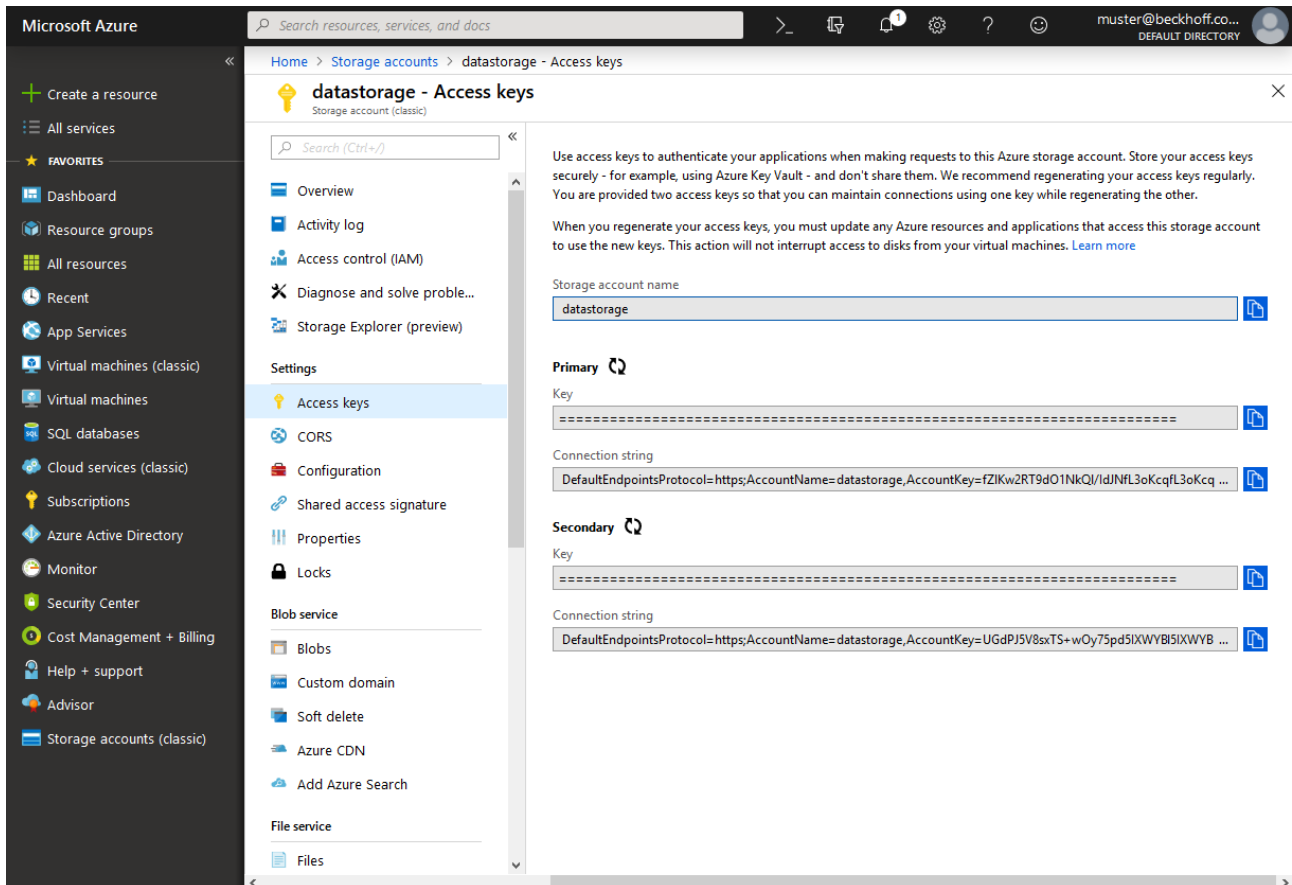 Microsoft Azure
Search resources, services, and docs
1
muster@beckhoff.co...
DEFAULT DIRECTORY
Home > Storage accounts > datastorage - Access keys
Create a resource
All services
FAVORITES
Dashboard
Resource groups
All resources
Recent
App Services
Virtual machines (classic)
Virtual machines
SQL databases
Cloud services (classic)
Subscriptions
Azure Active Directory
Monitor
Security Center
Cost Management + Billing
Help + support
Advisor
Storage accounts (classic)
datastorage - Access keys
Storage account (classic)
Search (Ctrl+/)
Overview
Activity log
Access control (IAM)
Diagnose and solve proble...
Storage Explorer (preview)
Settings
Access keys
CORS
Configuration
Shared access signature
Properties
Locks
Blob service
Blobs
Custom domain
Soft delete
Azure CDN
Add Azure Search
File service
Files
Use access keys to authenticate your applications when making requests to this Azure storage account. Store your access keys
securely - for example, using Azure Key Vault - and don't share them. We recommend regenerating your access keys regularly.
You are provided two access keys so that you can maintain connections using one key while regenerating the other.
When you regenerate your access keys, you must update any Azure resources and applications that access this storage account
to use the new keys. This action will not interrupt access to disks from your virtual machines. Learn more
Storage account name
datastorage
Primary
Key
==========================================================================
Connection string
DefaultEndpointsProtocol=https;AccountName=datastorage,AccountKey=
Secondary
Key
==========================================================================
Connection string
DefaultEndpointsProtocol=https;AccountName=datastorage,AccountKey=